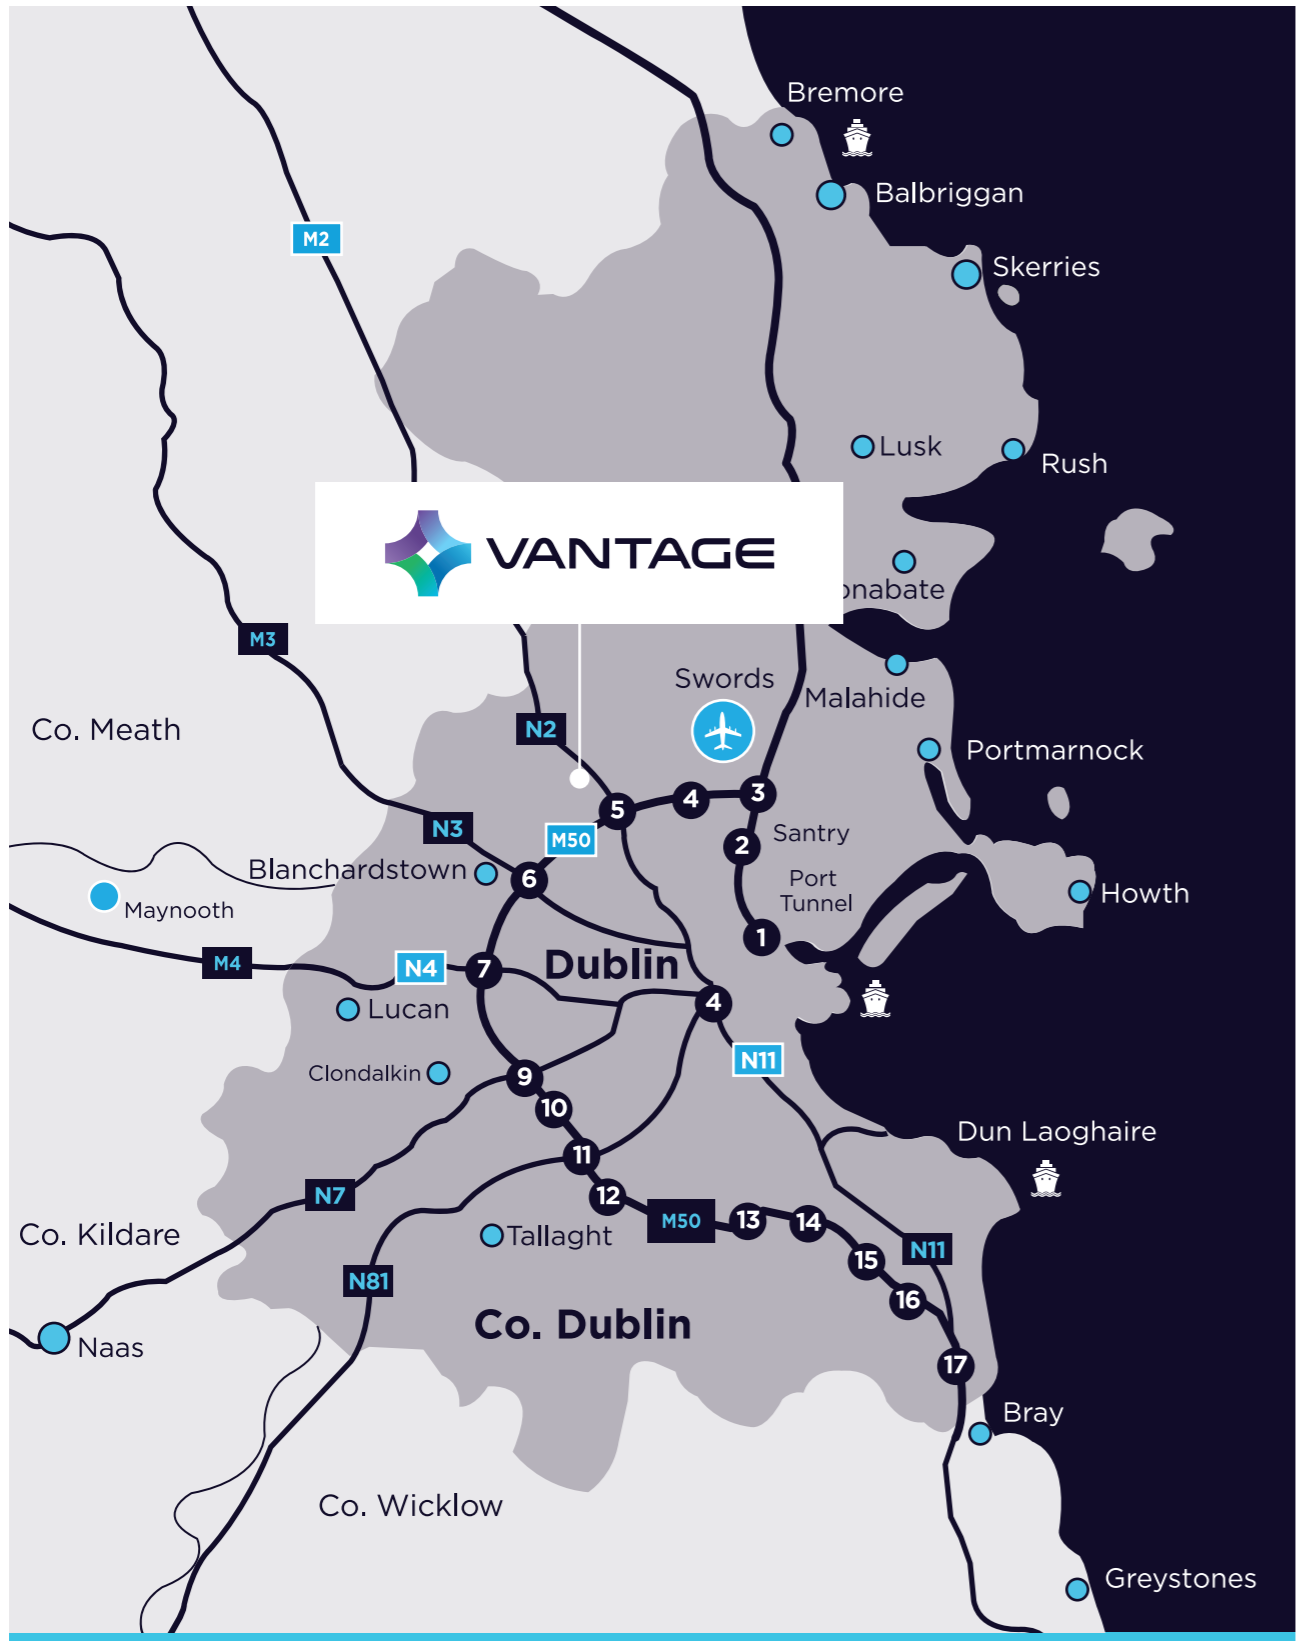 Bremore
Balbriggan
M2
Skerries
Lusk
Rush
VANTAGE
onabate
M3
Swords
Malahide
Co. Meath
N2
Portmarnock
3
4
5
N3
M50
2
Santry
Blanchardstown
6
Port
Tunnel
Howth
Maynooth
1
M4
N4
7
Dublin
Lucan
4
N11
Clondalkin
9
10
Dun Laoghaire
11
N7
12
M50
13
14
Co. Kildare
Tallaght
N11
15
N81
16
Co. Dublin
Naas
17
Bray
Co. Wicklow
Greystones